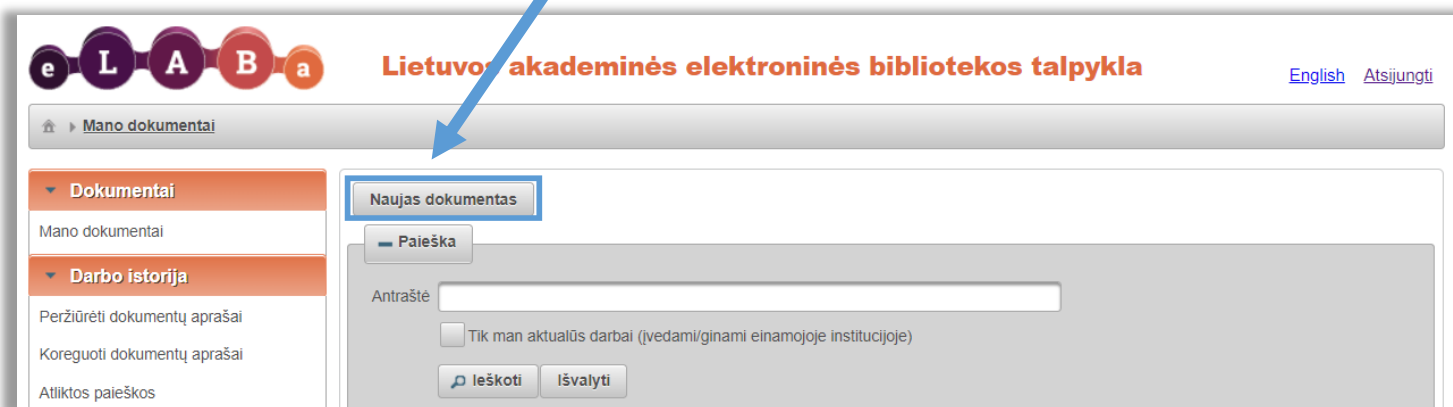 e L A B a
Lietuvos akademinės elektroninės bibliotekos talpykla
English Atsijungti
Mano dokumentai
Dokumentai
Mano dokumentai
Darbo istorija
Peržiūrėti dokumentų aprašai
Koreguoti dokumentų aprašai
Atliktos paieškos
Naujas dokumentas
Paieška
Antraštė
Tik man aktualūs darbai (įvedami/ginami einamojoje institucijoje)
Ieškoti Išvalyti